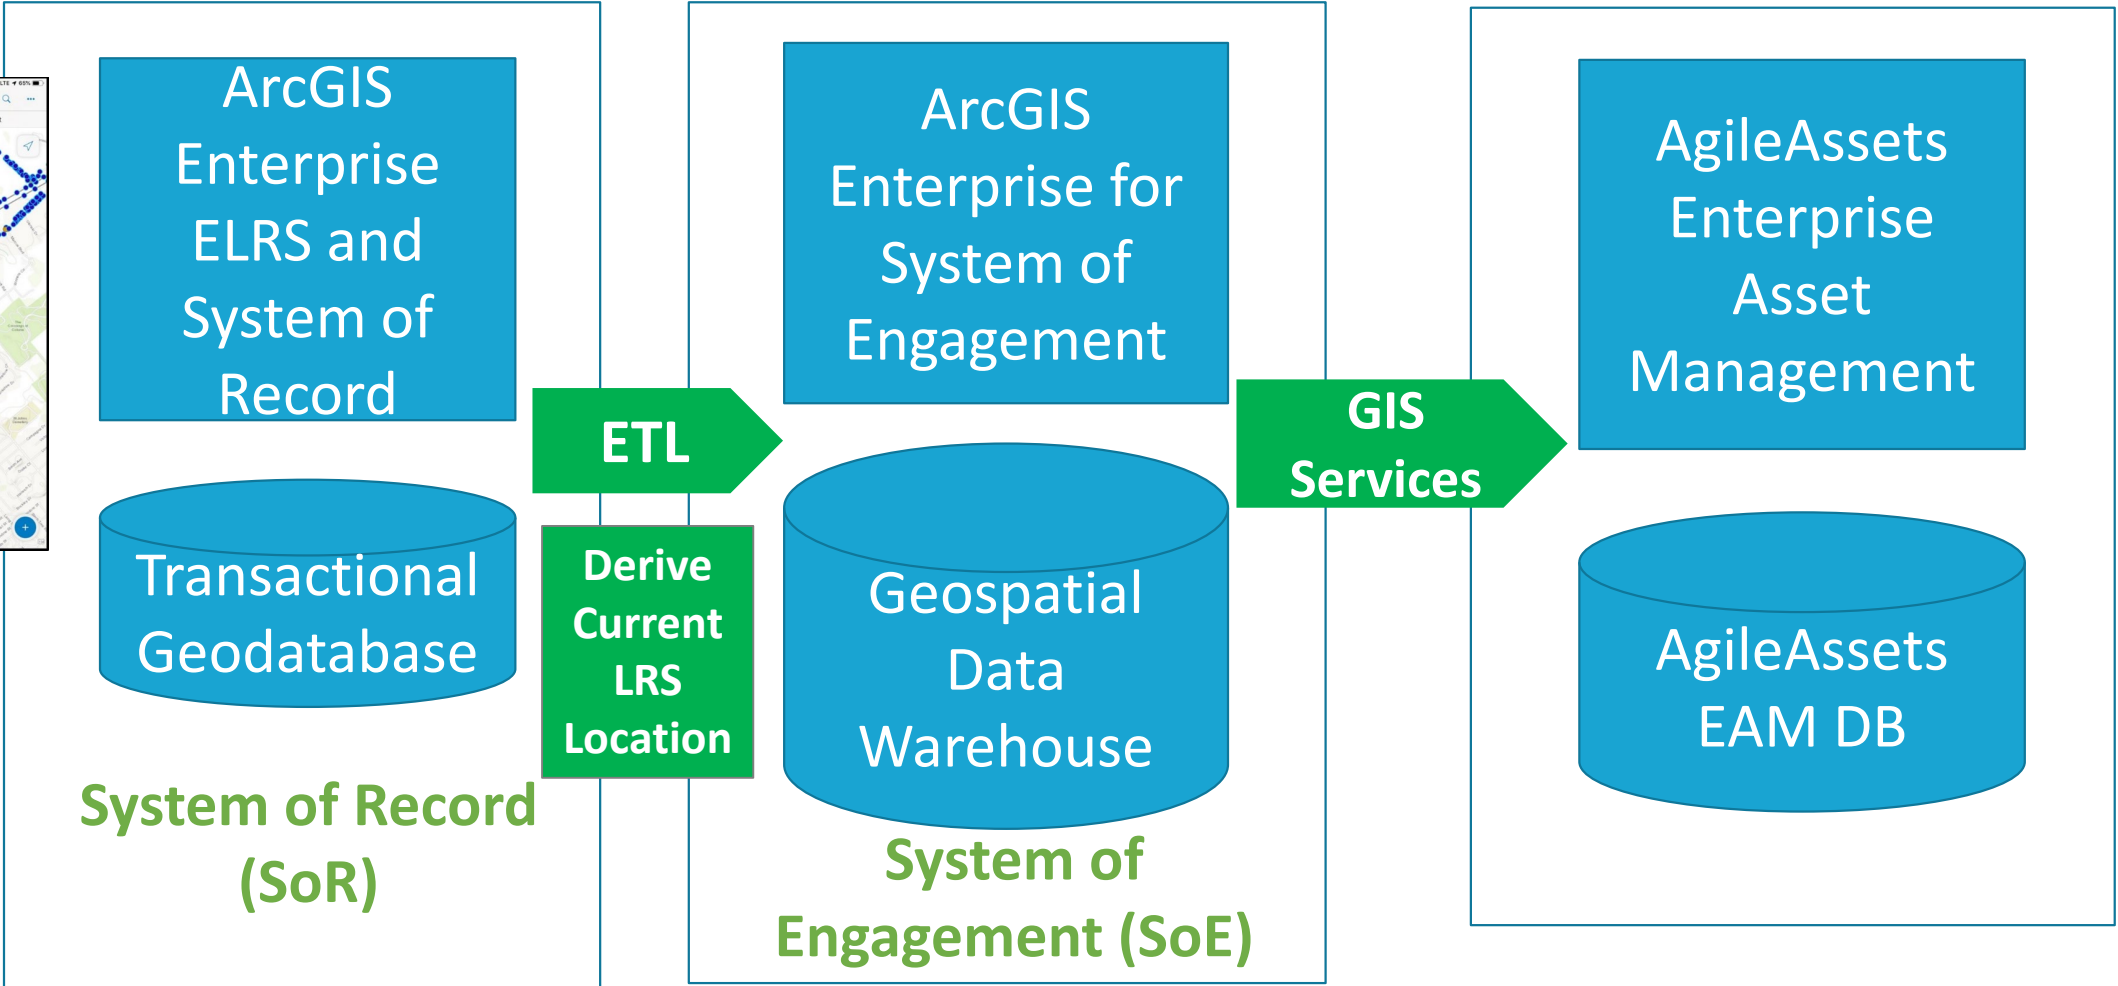 LTE 65%
ArcGIS
Enterprise
ELRS and
System of
Record
Transactional
Geodatabase
System of Record
(SoR)
ETL
Derive
Current
LRS
Location
ArcGIS
Enterprise for
System of
Engagement
Geospatial
Data
Warehouse
System of
Engagement (SoE)
GIS
Services
AgileAssets
Enterprise
Asset
Management
AgileAssets
EAM DB